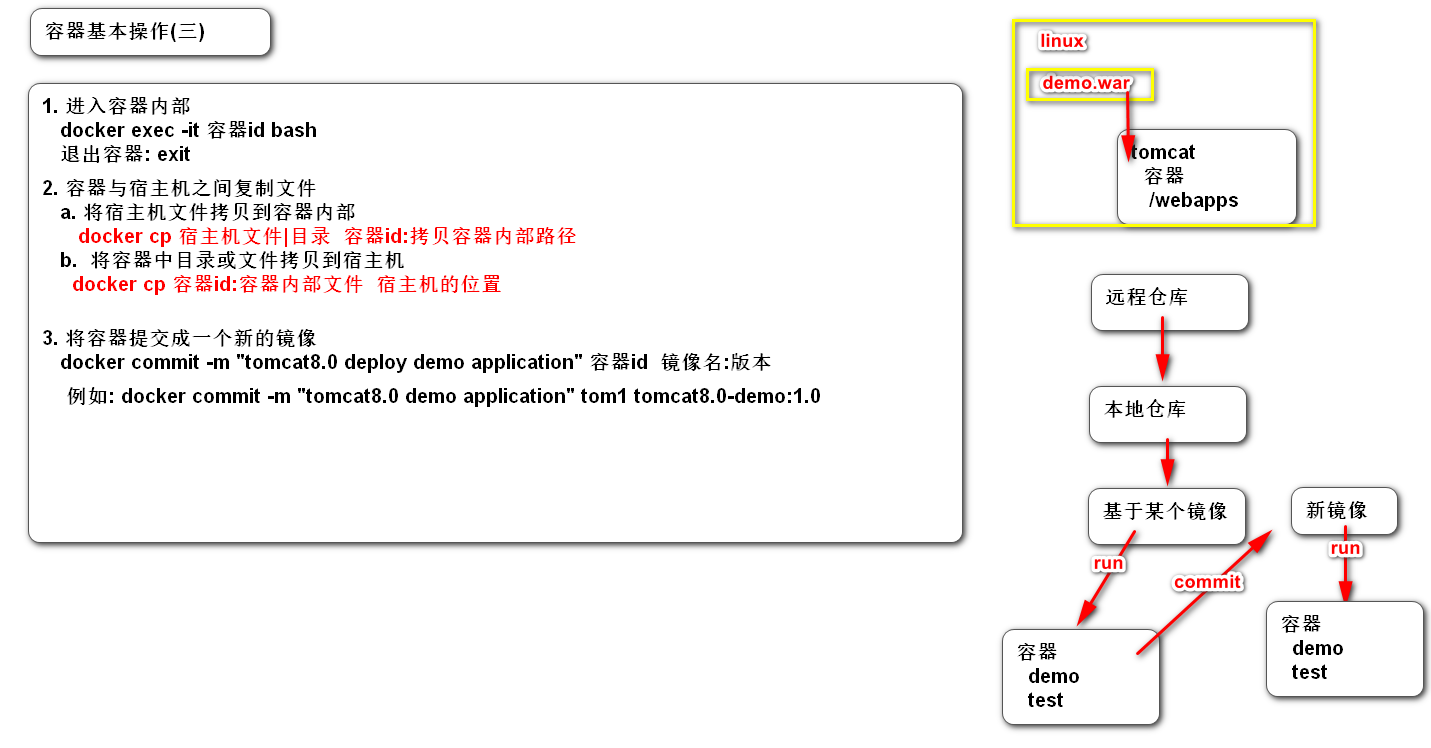 容器基本操作(三)
1. 进入容器内部
docker exec -it 容器id bash
退出容器: exit
2. 容器与宿主机之间复制文件
a. 将宿主机文件拷贝到容器内部
docker cp 宿主机文件|目录 容器id:拷贝容器内部路径
b. 将容器中目录或文件拷贝到宿主机
docker cp 容器id:容器内部文件 宿主机的位置
3. 将容器提交成一个新的镜像
docker commit -m "tomcat8.0 deploy demo application" 容器id 镜像名:版本
例如: docker commit -m "tomcat8.0 demo application" tom1 tomcat8.0-demo:1.0
linux
demo.war
tomcat
容器
/webapps
远程仓库
本地仓库
基于某个镜像
新镜像
run
run
commit
容器
demo
test
容器
demo
test